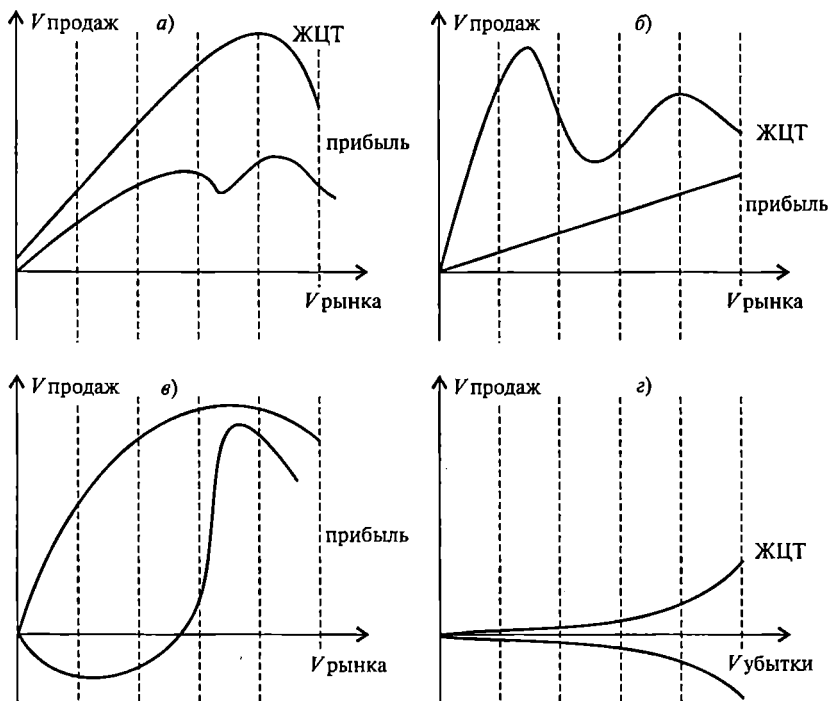 V продаж а)
ЖЦТ
прибыль
V рынка
V продаж б)
ЖЦТ
прибыль
V рынка
V продаж в)
прибыль
V рынка
V продаж г)
ЖЦТ
V убытки